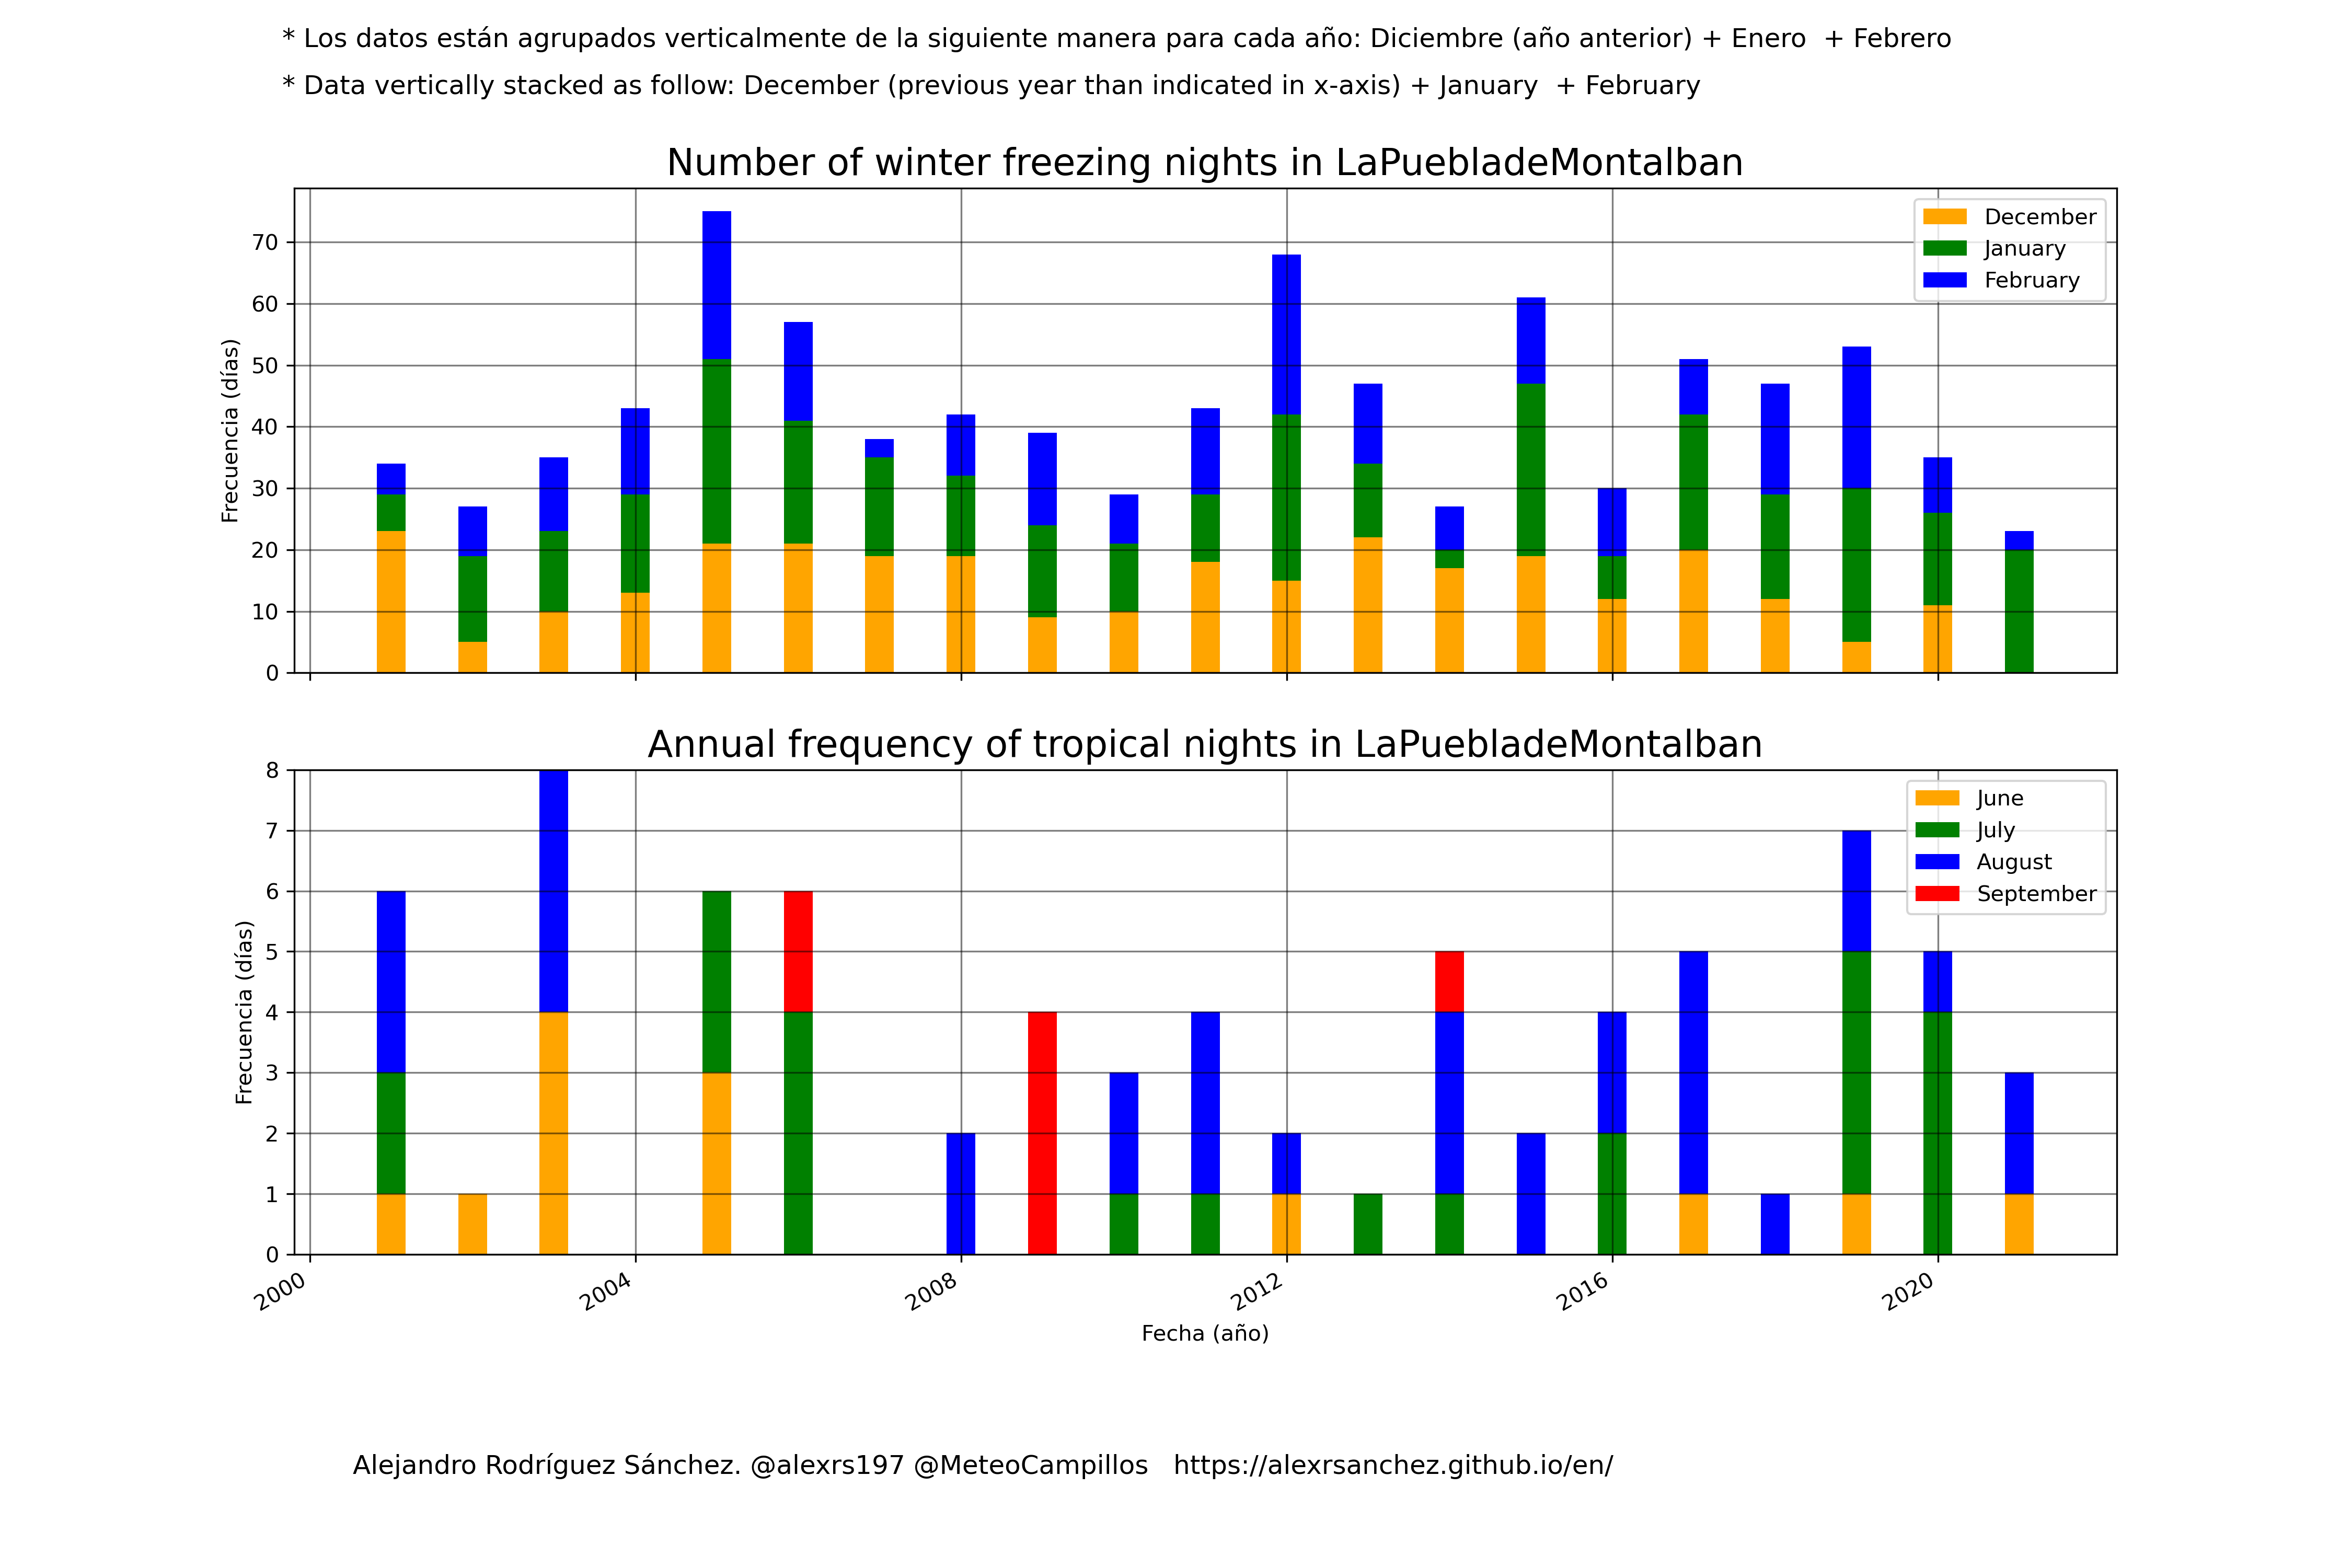 * Los datos están agrupados verticalmente de la siguiente manera para cada año: Diciembre (año anterior) + Enero  + Febrero
* Data vertically stacked as follow: December (previous year than indicated in x-axis) + January  + February
Number of winter freezing nights in LaPuebladeMontalban
Frecuencia (días)
70
60
50
40
30
20
10
0
December
January
February
Annual frequency of tropical nights in LaPuebladeMontalban
Frecuencia (días)
8
7
6
5
4
3
2
1
0
June
July
August
September
2000
2004
2008
2012
2016
2020
Fecha (año)
Alejandro Rodríguez Sánchez. @alexrs197 @MeteoCampillos   https://alexrsanchez.github.io/en/